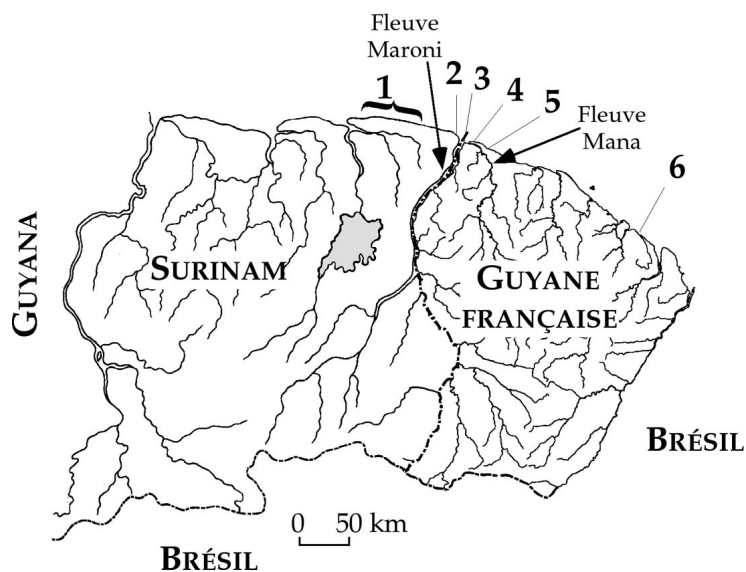 Fleuve
Maroni
1
2
3
4
5
Fleuve
Mana
6
GUYANA
SURINAM
GUYANE
FRANÇAISE
BRÉSIL
0 50 km
BRÉSIL